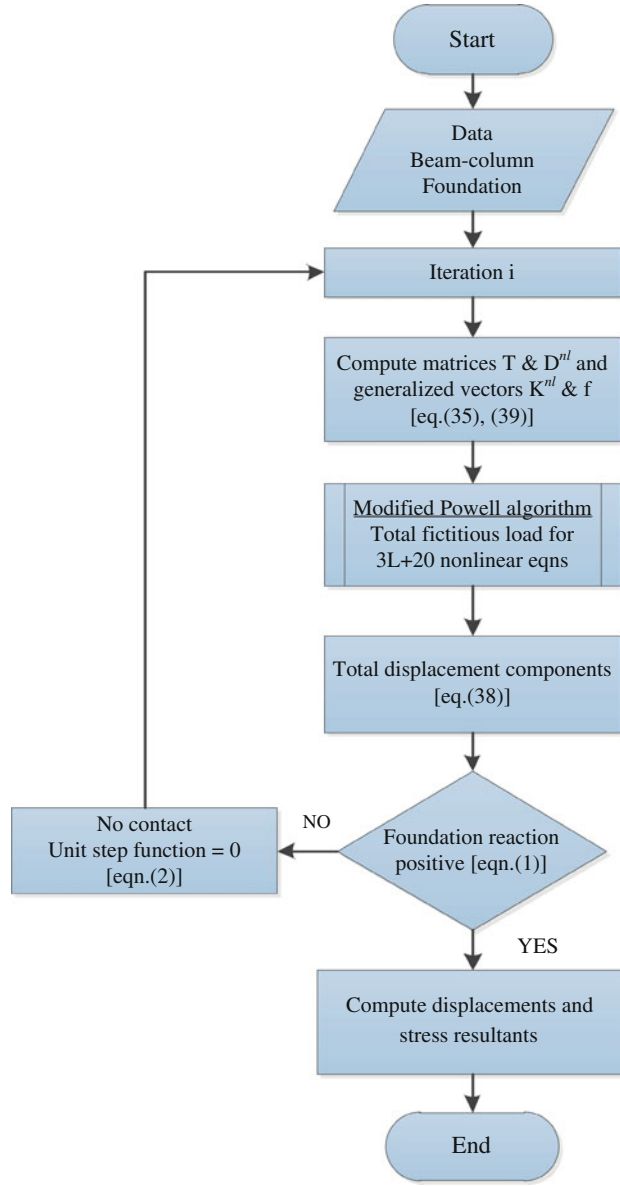 Start
Data
Beam-column
Foundation
Iteration i
Compute matrices T & Dⁿˡ and
generalized vectors Kⁿˡ & f
[eq.(35), (39)]
Modified Powell algorithm
Total fictitious load for
3L+20 nonlinear eqns
Total displacement components
[eq.(38)]
Foundation reaction
positive [eqn.(1)]
NO
No contact
Unit step function = 0
[eqn.(2)]
YES
Compute displacements and
stress resultants
End